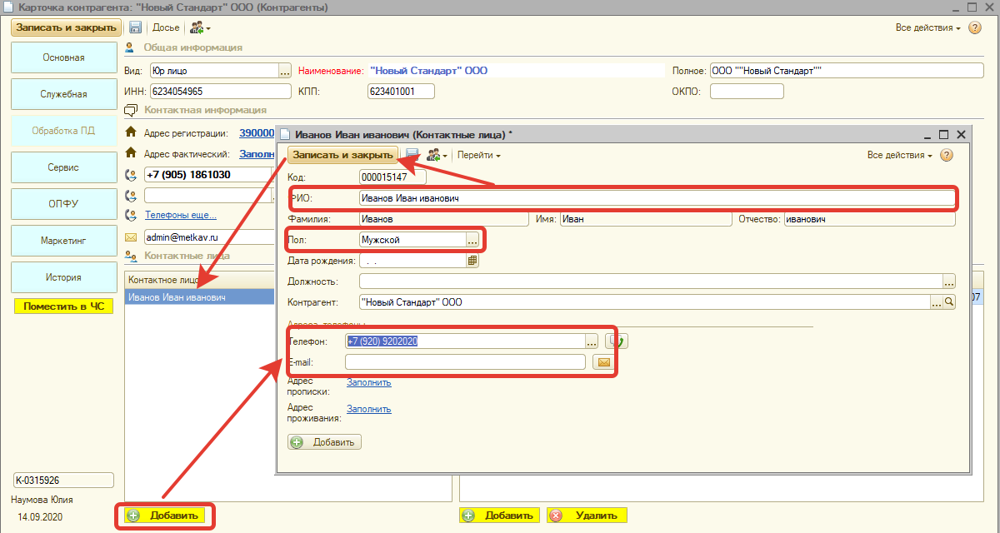 Карточка контрагента: "Новый Стандарт" ООО (Контрагенты)
Записать и закрыть Досье Все действия
Основная
Служебная
Обработка ПД
Сервис
ОПФУ
Маркетинг
История
Поместить в ЧС
Общая информация
Вид: Юр лицо ... Наименование: "Новый Стандарт" ООО Полное: ООО ""Новый Стандарт""
ИНН: 6234054965 КПП: 623401001 ОКПО:
Контактная информация
Адрес регистрации: 390000
Адрес фактический: Заполн
+7 (905) 1861030
Телефоны еще...
admin@metkav.ru
Контактные лица
Контактное лицо
Иванов Иван иванович
07
Иванов Иван иванович (Контактные лица) *
Записать и закрыть Перейти Все действия
Код: 000015147
ФИО: Иванов Иван иванович
Фамилия: Иванов Имя: Иван Отчество: иванович
Пол: Мужской ...
Дата рождения: . .
Должность: ...
Контрагент: "Новый Стандарт" ООО ...
Адреса, телефоны
Телефон: +7 (920) 9202020 ...
E-mail:
Адрес прописки: Заполнить
Адрес проживания: Заполнить
Добавить
К-0315926
Наумова Юлия
14.09.2020
Добавить Добавить Удалить